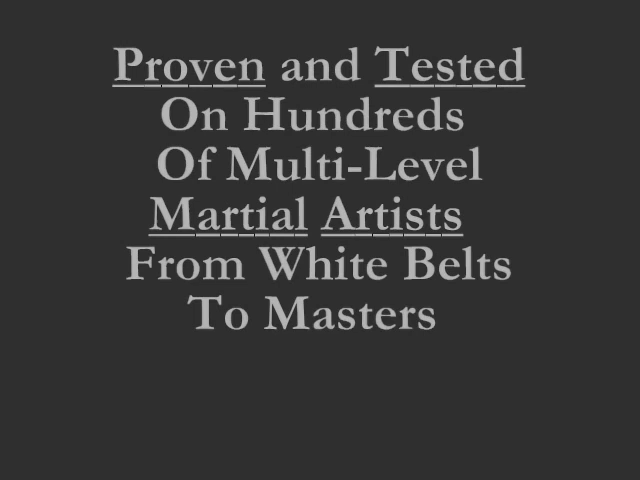 Proven and Tested
On Hundreds
Of Multi-Level
Martial Artists
From White Belts
To Masters